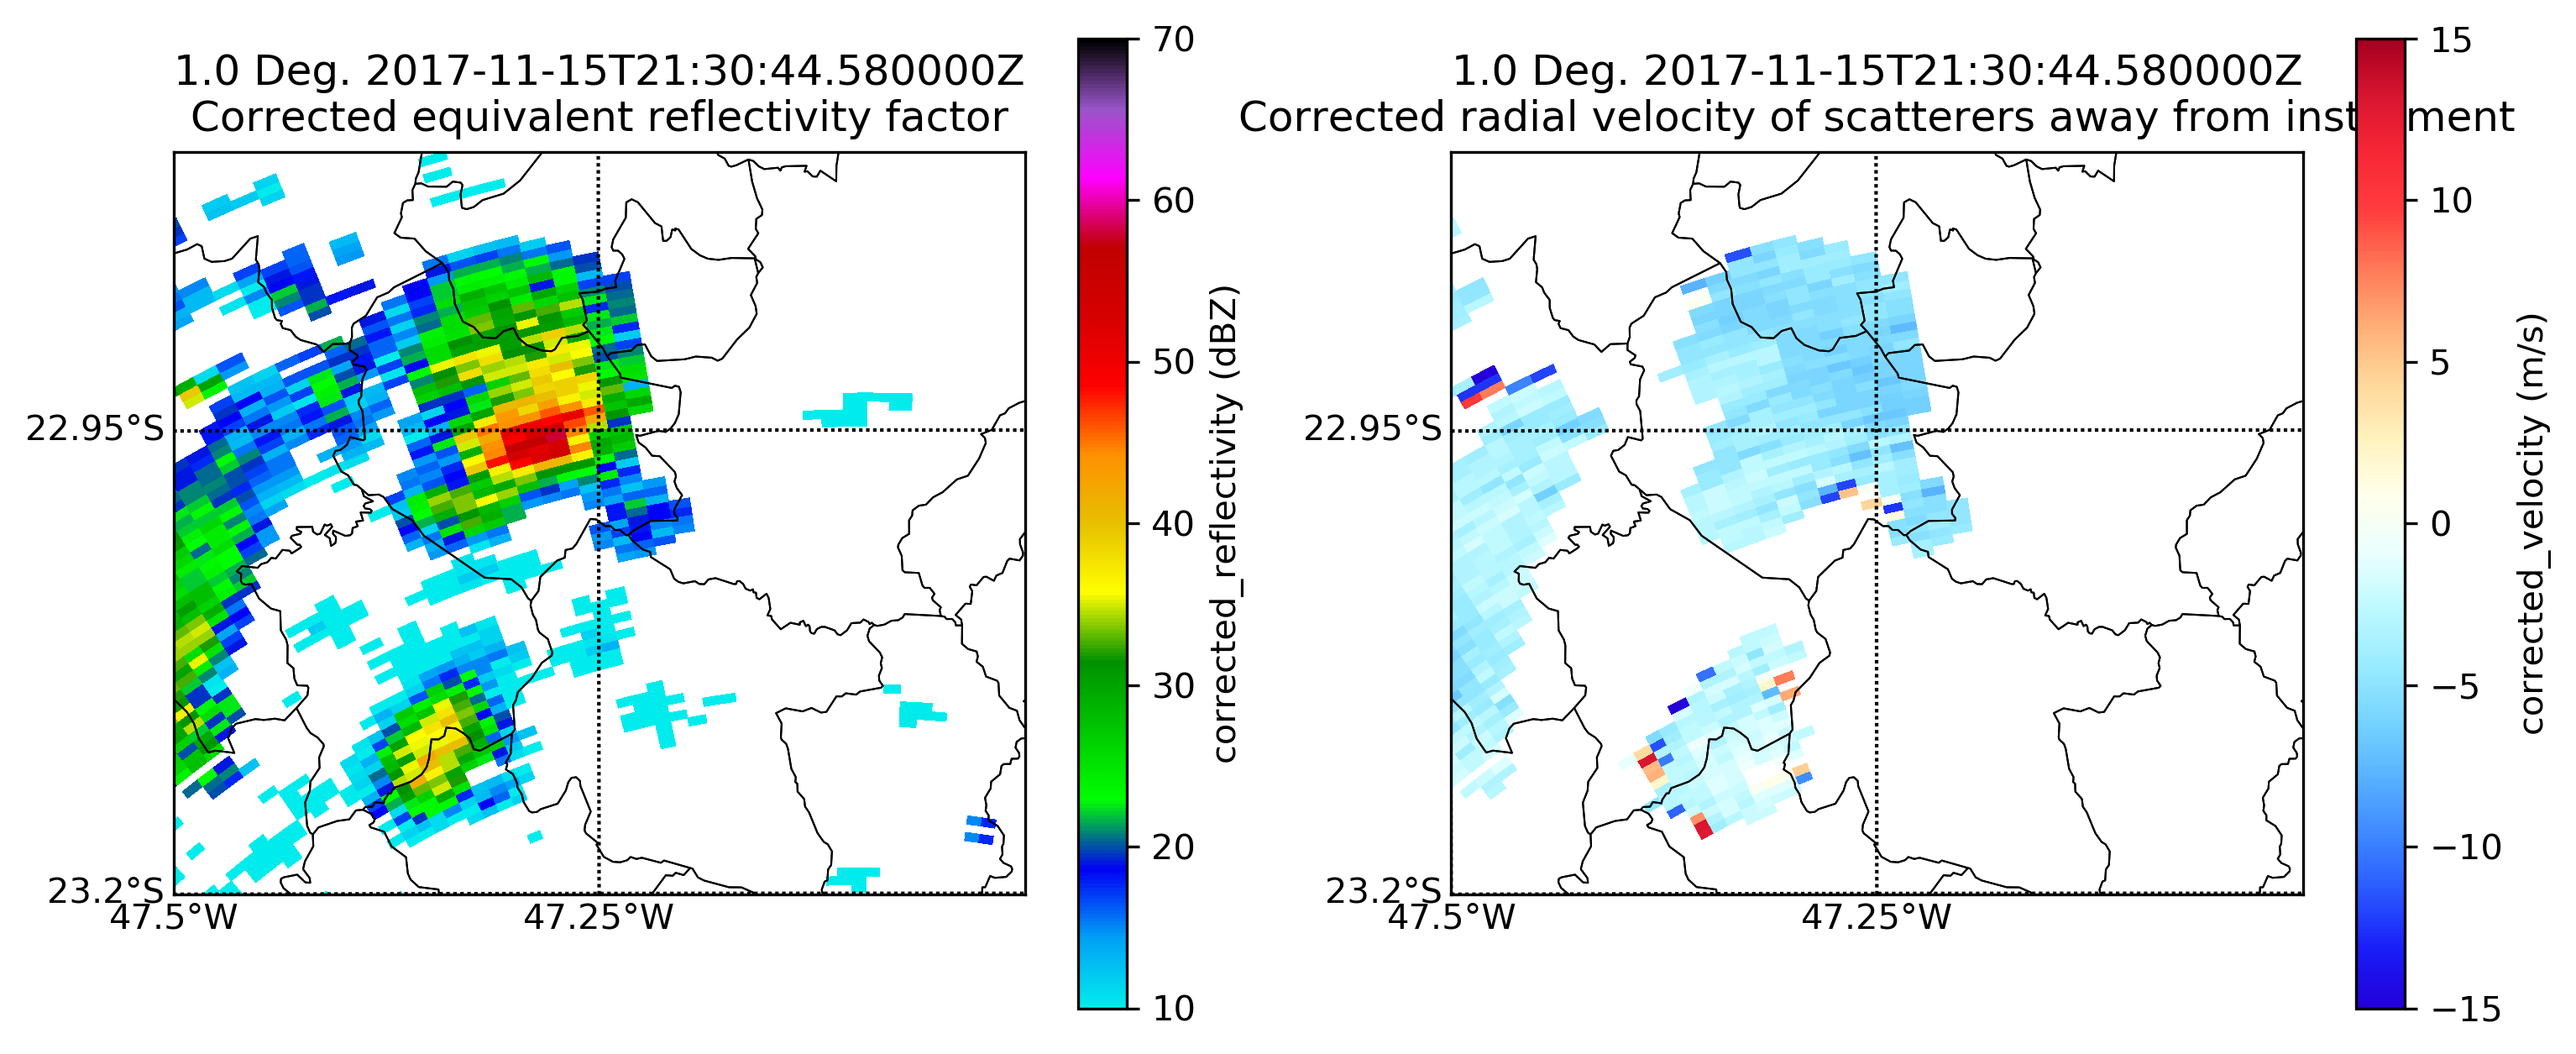 1.0 Deg. 2017-11-15T21:30:44.580000Z
Corrected equivalent reflectivity factor
22.95°S
23.2°S
47.5°W
47.25°W
70
60
50
40
30
20
10
corrected_reflectivity (dBZ)
1.0 Deg. 2017-11-15T21:30:44.580000Z
Corrected radial velocity of scatterers away from inst ment
22.95°S
23.2°S
47.5°W
47.25°W
15
10
5
0
−5
−10
−15
corrected_velocity (m/s)